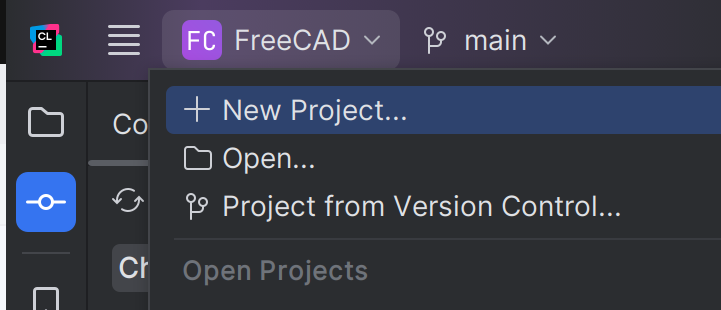 CL
FC FreeCAD main
New Project...
Co
Open...
Project from Version Control...
Ch
Open Projects